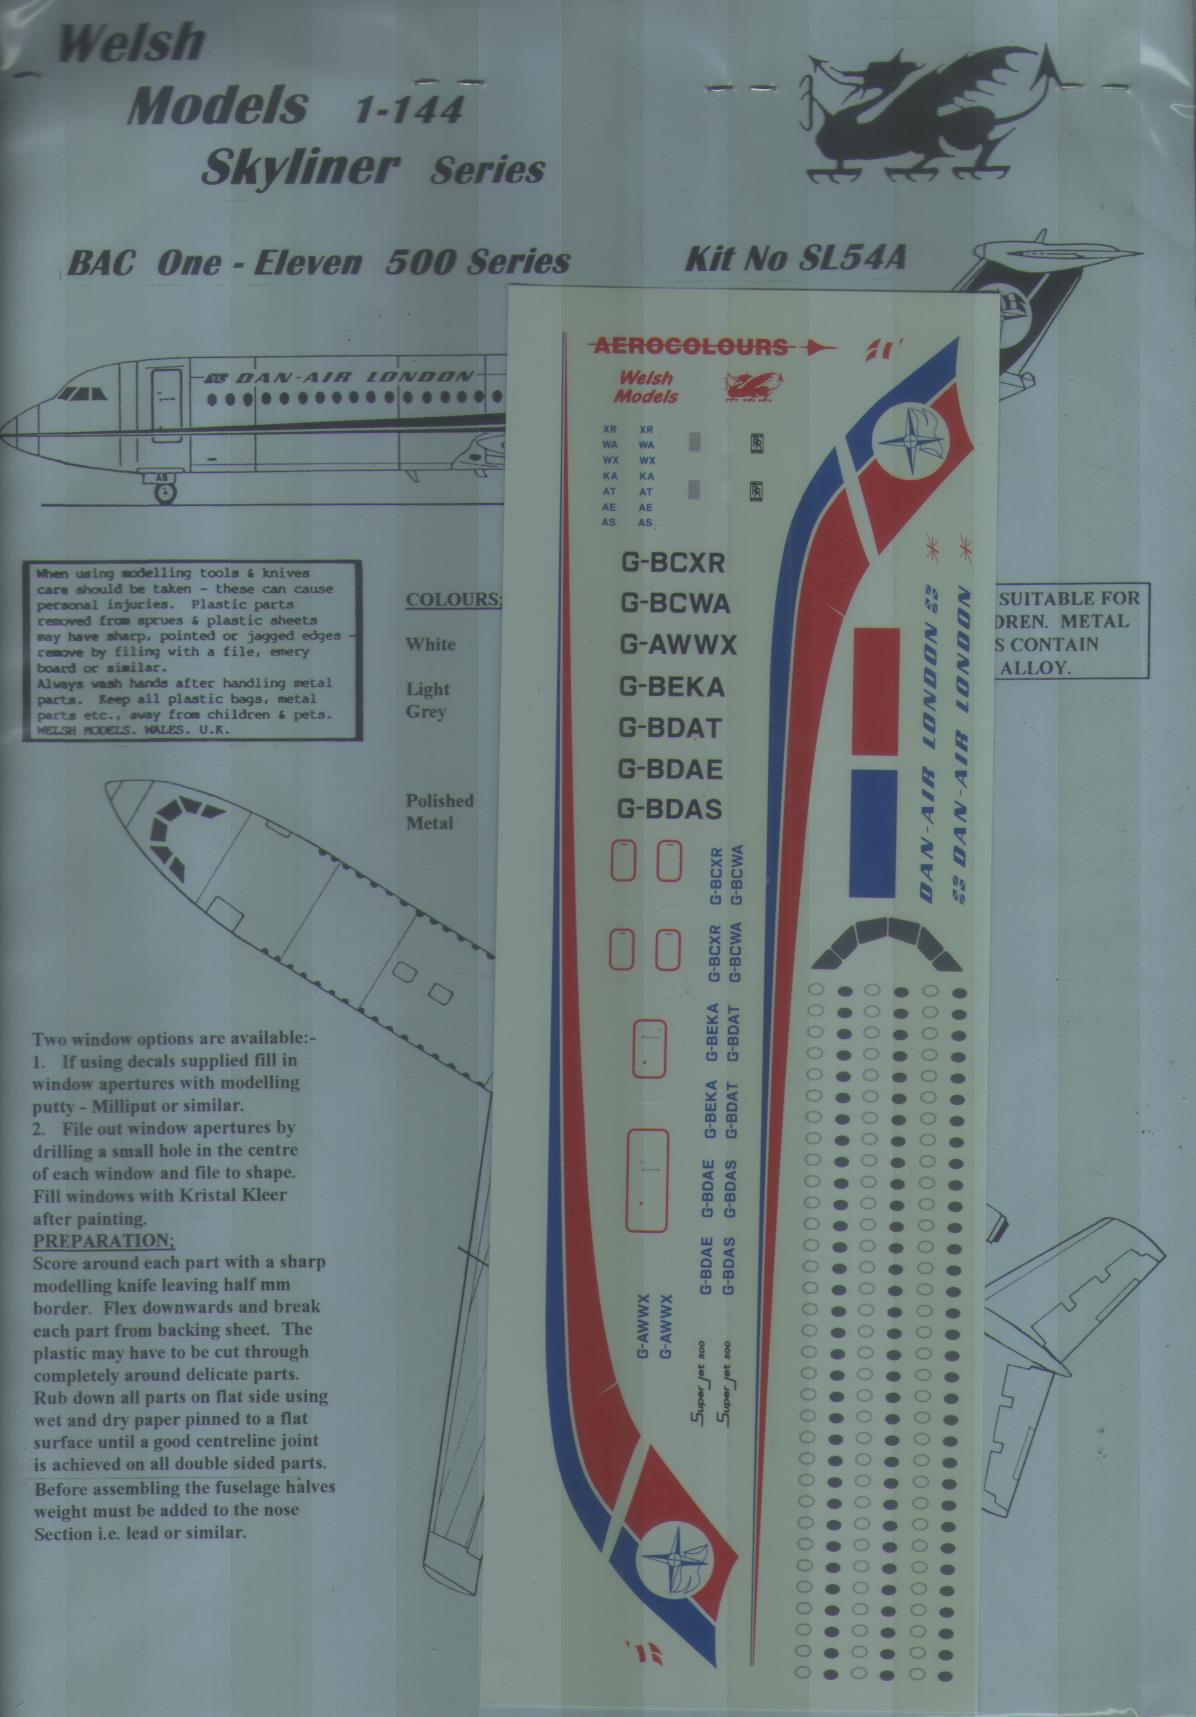 Welsh
Models 1-144
Skyliner Series
BAC One - Eleven 500 Series
Kit No SL54A
DAN-AIR LONDON
AS
When using modelling tools & knives
care should be taken - these can cause
personal injuries. Plastic parts
removed from sprues & plastic sheets
may have sharp, pointed or jagged edges -
remove by filing with a file, emery
board or similar.
Always wash hands after handling metal
parts. Keep all plastic bags, metal
parts etc., away from children & pets.
WELSH MODELS. WALES. U.K.
COLOURS:
White
Light
Grey
Polished
Metal
SUITABLE FOR
DREN. METAL
S CONTAIN
ALLOY.
Two window options are available:-
1. If using decals supplied fill in
window apertures with modelling
putty - Milliput or similar.
2. File out window apertures by
drilling a small hole in the centre
of each window and file to shape.
Fill windows with Kristal Kleer
after painting.
PREPARATION;
Score around each part with a sharp
modelling knife leaving half mm
border. Flex downwards and break
each part from backing sheet. The
plastic may have to be cut through
completely around delicate parts.
Rub down all parts on flat side using
wet and dry paper pinned to a flat
surface until a good centreline joint
is achieved on all double sided parts.
Before assembling the fuselage halves
weight must be added to the nose
Section i.e. lead or similar.
AEROCOLOURS
Welsh
Models
XR XR
WA WA
WX WX
KA KA
AT AT
AE AE
AS AS
G-BCXR
G-BCWA
G-AWWX
G-BEKA
G-BDAT
G-BDAE
G-BDAS
G-BCXR
G-BCWA
G-BCXR
G-BCWA
G-BEKA
G-BDAT
G-BEKA
G-BDAT
G-BDAE
G-BDAS
G-BDAE
G-BDAS
G-AWWX
G-AWWX
Super Jet 500
Super Jet 500
DAN-AIR LONDON
DAN-AIR LONDON